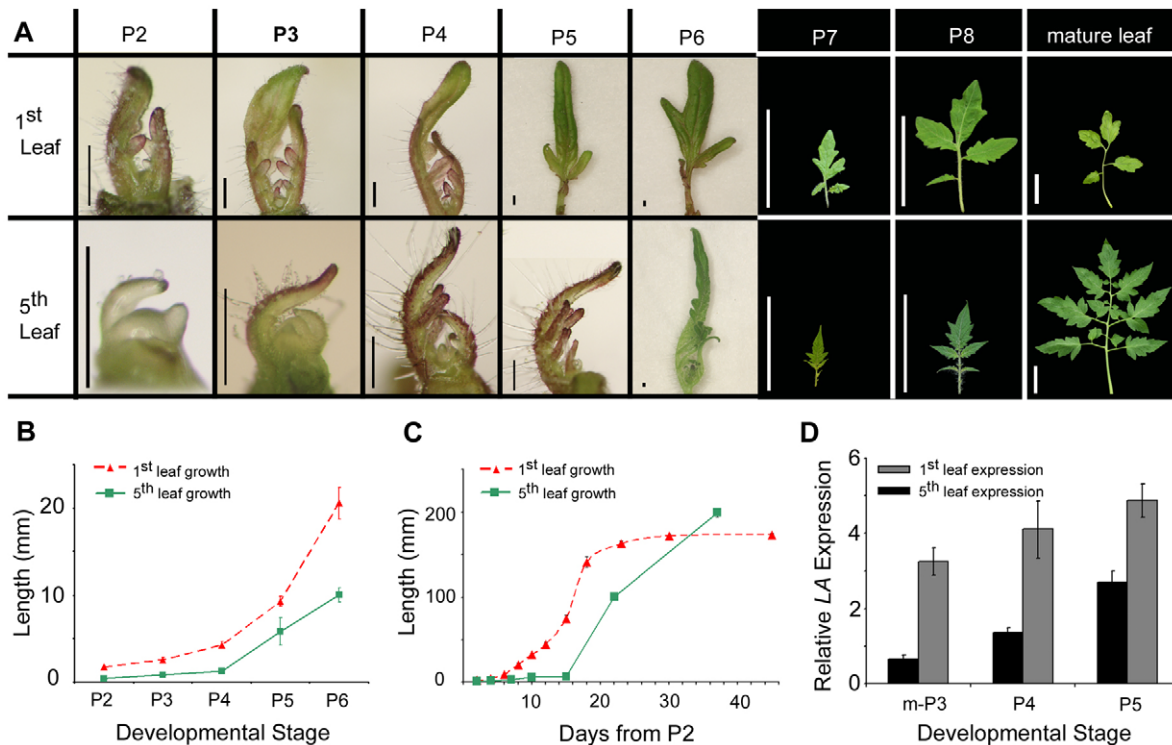 A P2 P3 P4 P5 P6 P7 P8 mature leaf
1st Leaf
5th Leaf
B
1st leaf growth
5th leaf growth
Length (mm)
20
10
0
P2 P3 P4 P5 P6
Developmental Stage
C
1st leaf growth
5th leaf growth
Length (mm)
200
100
0
0 10 20 30 40
Days from P2
D
1st leaf expression
5th leaf expression
Relative LA Expression
6
4
2
0
m-P3 P4 P5
Developmental Stage